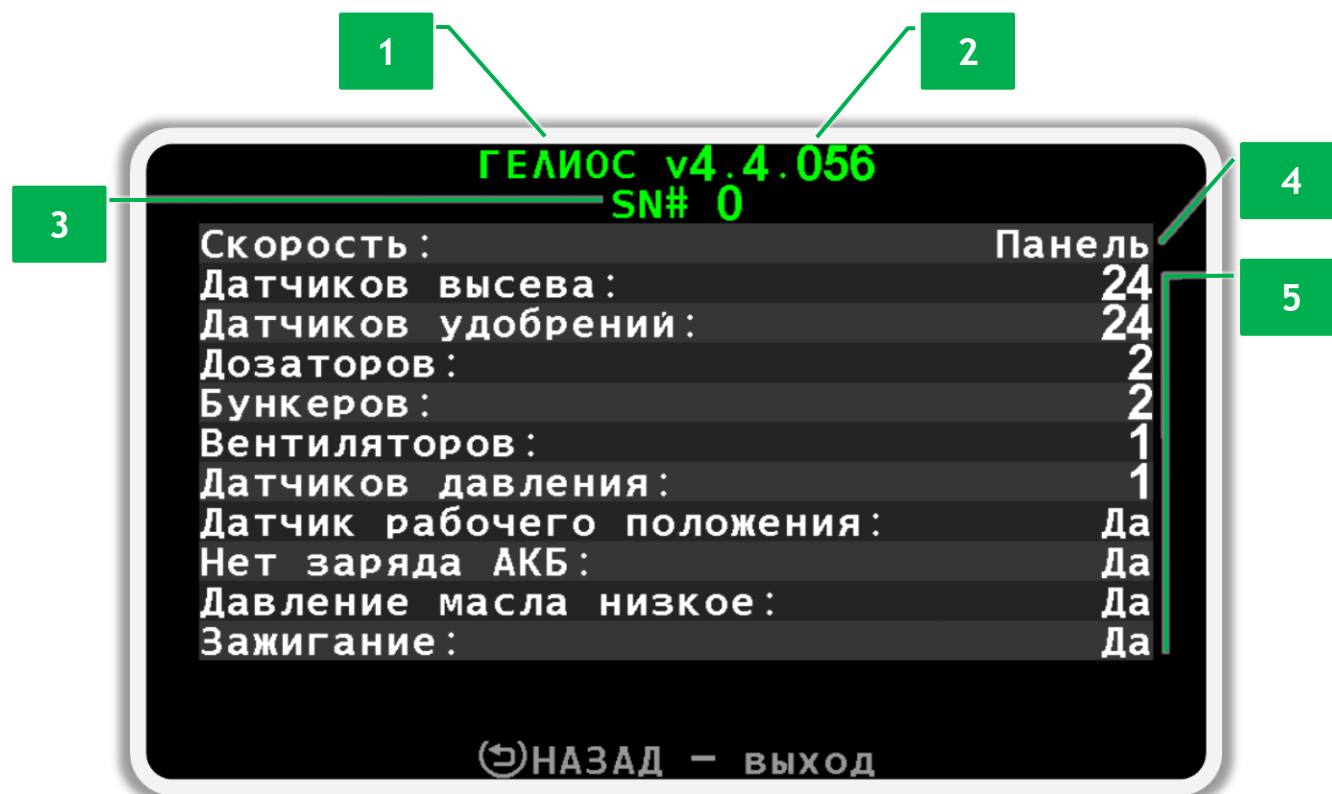 1
2
ГЕЛИОС v4.4.056
3
SN# 0
4
Скорость: Панель
5
Датчиков высева: 24
Датчиков удобрений: 24
Дозаторов: 2
Бункеров: 2
Вентиляторов: 1
Датчиков давления: 1
Датчик рабочего положения: Да
Нет заряда АКБ: Да
Давление масла низкое: Да
Зажигание: Да
НАЗАД – выход